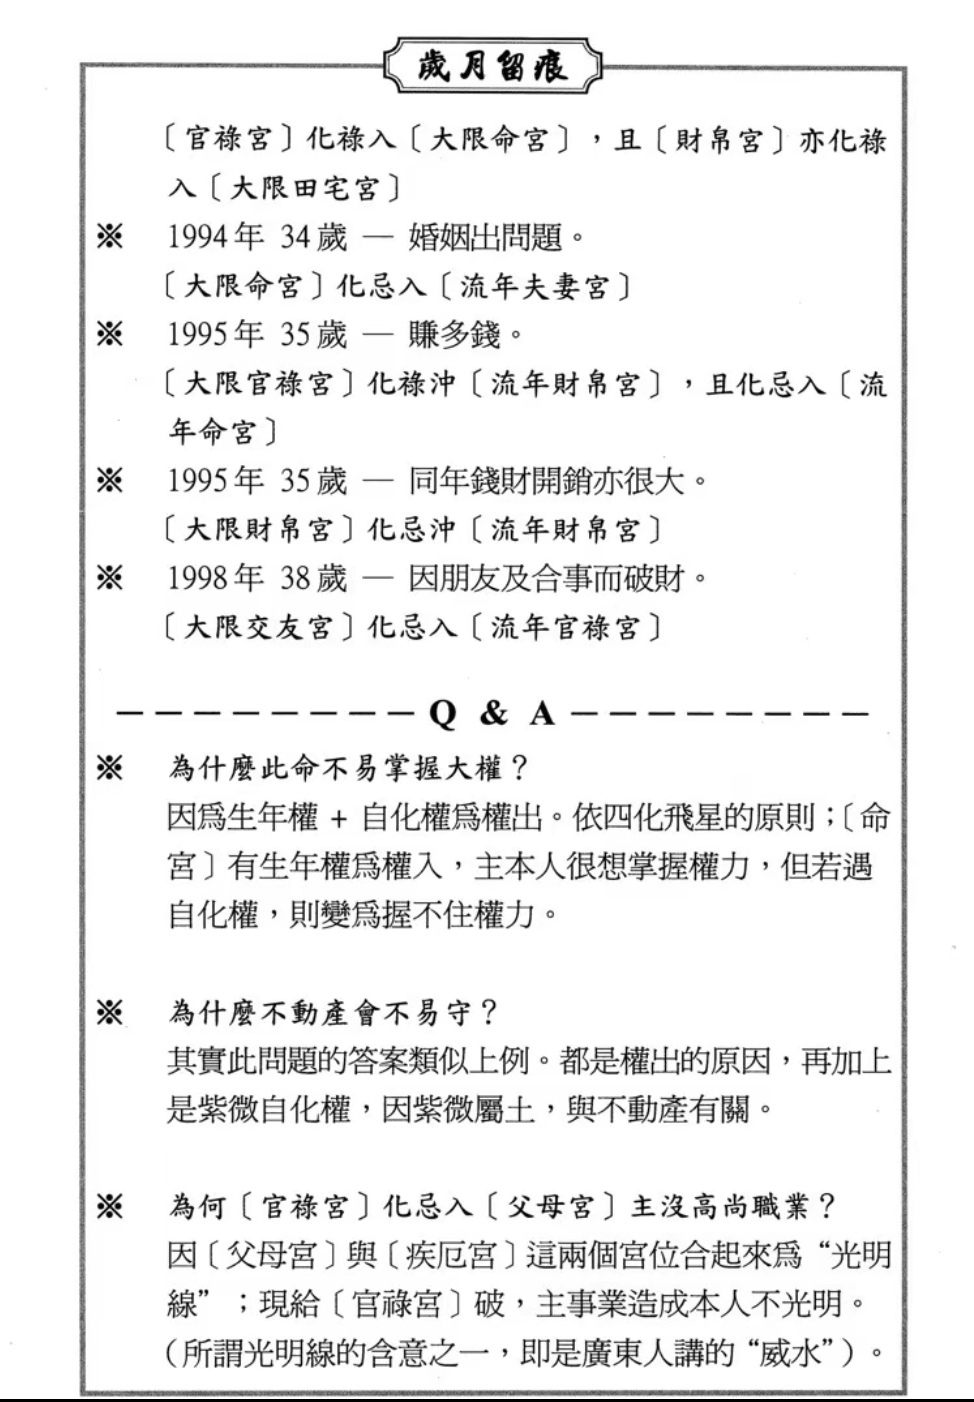 歲月留痕
〔官祿宮〕化祿入〔大限命宮〕，且〔財帛宮〕亦化祿
入〔大限田宅宮〕
※ 1994年 34歲 — 婚姻出問題。
〔大限命宮〕化忌入〔流年夫妻宮〕
※ 1995年 35歲 — 賺多錢。
〔大限官祿宮〕化祿沖〔流年財帛宮〕，且化忌入〔流
年命宮〕
※ 1995年 35歲 — 同年錢財開銷亦很大。
〔大限財帛宮〕化忌沖〔流年財帛宮〕
※ 1998年 38歲 — 因朋友及合事而破財。
〔大限交友宮〕化忌入〔流年官祿宮〕
－－－－－－－－Q & A－－－－－－－－
※ 為什麼此命不易掌握大權？
因爲生年權 + 自化權爲權出。依四化飛星的原則；〔命
宮〕有生年權爲權入，主本人很想掌握權力，但若遇
自化權，則變爲握不住權力。
※ 為什麼不動產會不易守？
其實此問題的答案類似上例。都是權出的原因，再加上
是紫微自化權，因紫微屬土，與不動產有關。
※ 為何〔官祿宮〕化忌入〔父母宮〕主沒高尚職業？
因〔父母宮〕與〔疾厄宮〕這兩個宮位合起來爲“光明
線”；現給〔官祿宮〕破，主事業造成本人不光明。
（所謂光明線的含意之一，即是廣東人講的“威水”）。